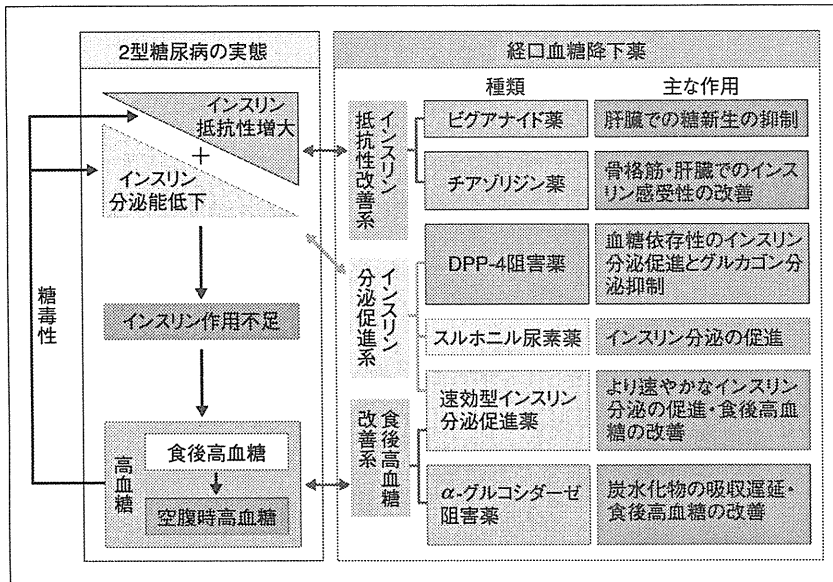 2型糖尿病の実態
インスリン
抵抗性増大
+
インスリン
分泌能低下
インスリン作用不足
高血糖
食後高血糖
空腹時高血糖
糖毒性
経口血糖降下薬
種類
主な作用
インスリン
抵抗性改善系
ビグアナイド薬
肝臓での糖新生の抑制
チアゾリジン薬
骨格筋・肝臓でのインス
リン感受性の改善
インスリン
分泌促進系
DPP-4阻害薬
血糖依存性のインスリン
分泌促進とグルカゴン分
泌抑制
スルホニル尿素薬
インスリン分泌の促進
速効型インスリン
分泌促進薬
より速やかなインスリン
分泌の促進・食後高血
糖の改善
食後高血糖
改善系
α-グルコシダーゼ
阻害薬
炭水化物の吸収遅延・
食後高血糖の改善